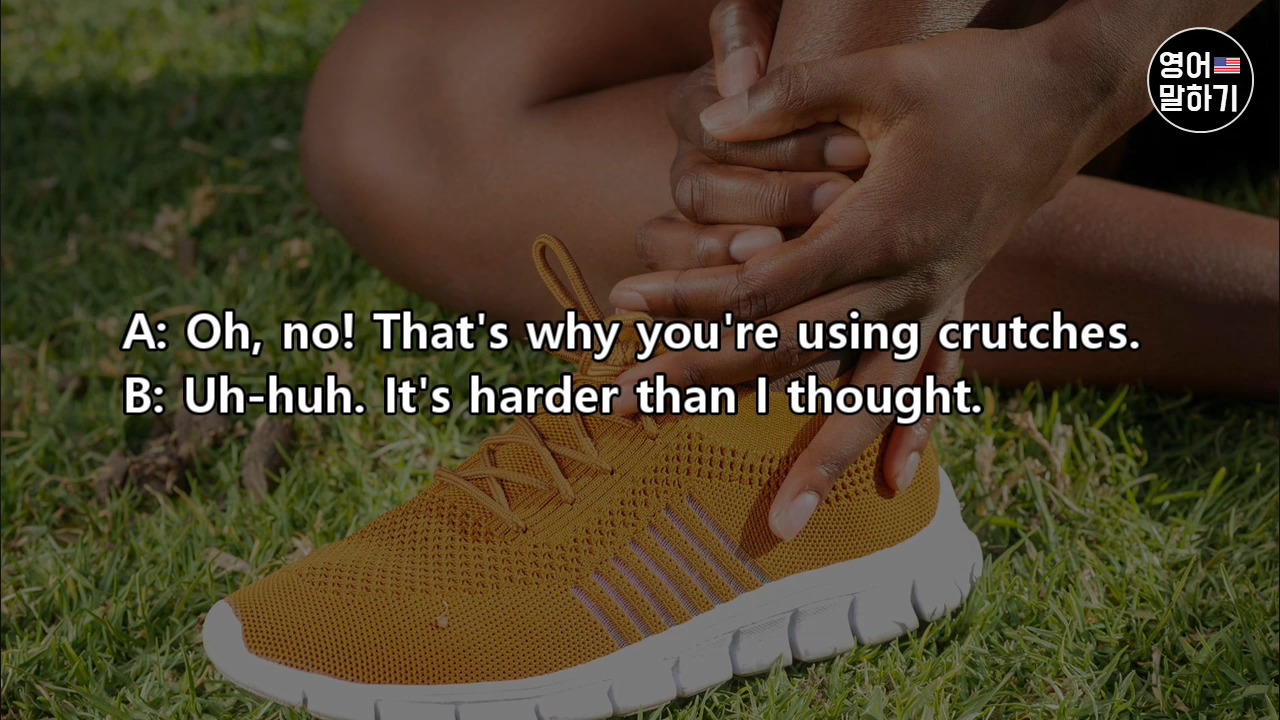 영어
말하기
A: Oh, no! That's why you're using crutches.
B: Uh-huh. It's harder than I thought.